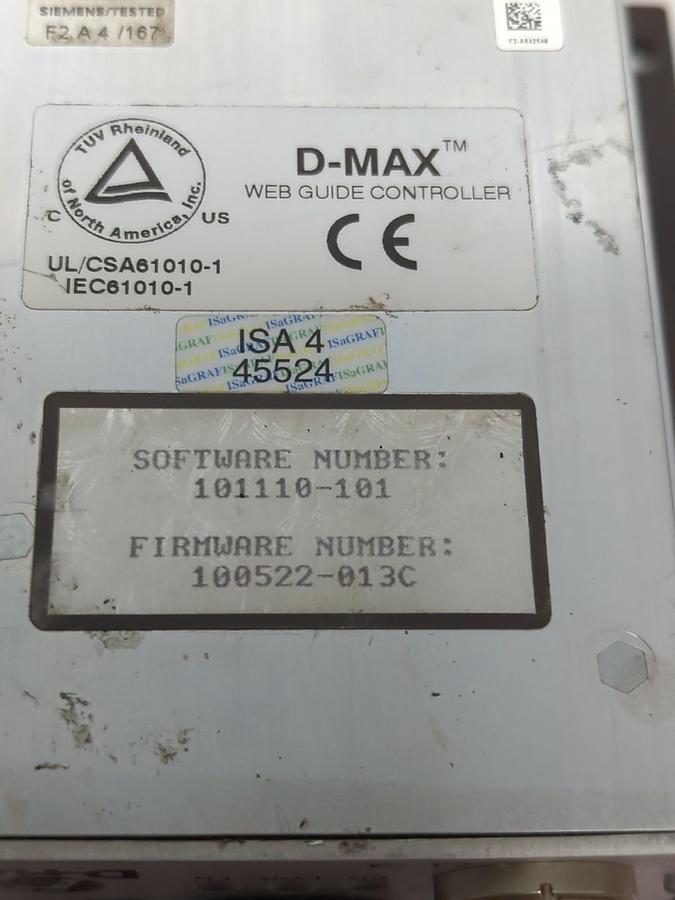 SIEMENS/TESTED
F2 A 4 /167
TUV Rheinland
of North America, Inc.
C US
UL/CSA61010-1
IEC61010-1
D-MAX™
WEB GUIDE CONTROLLER
CE
ISA 4
45524
SOFTWARE NUMBER:
101110-101
FIRMWARE NUMBER:
100522-013C